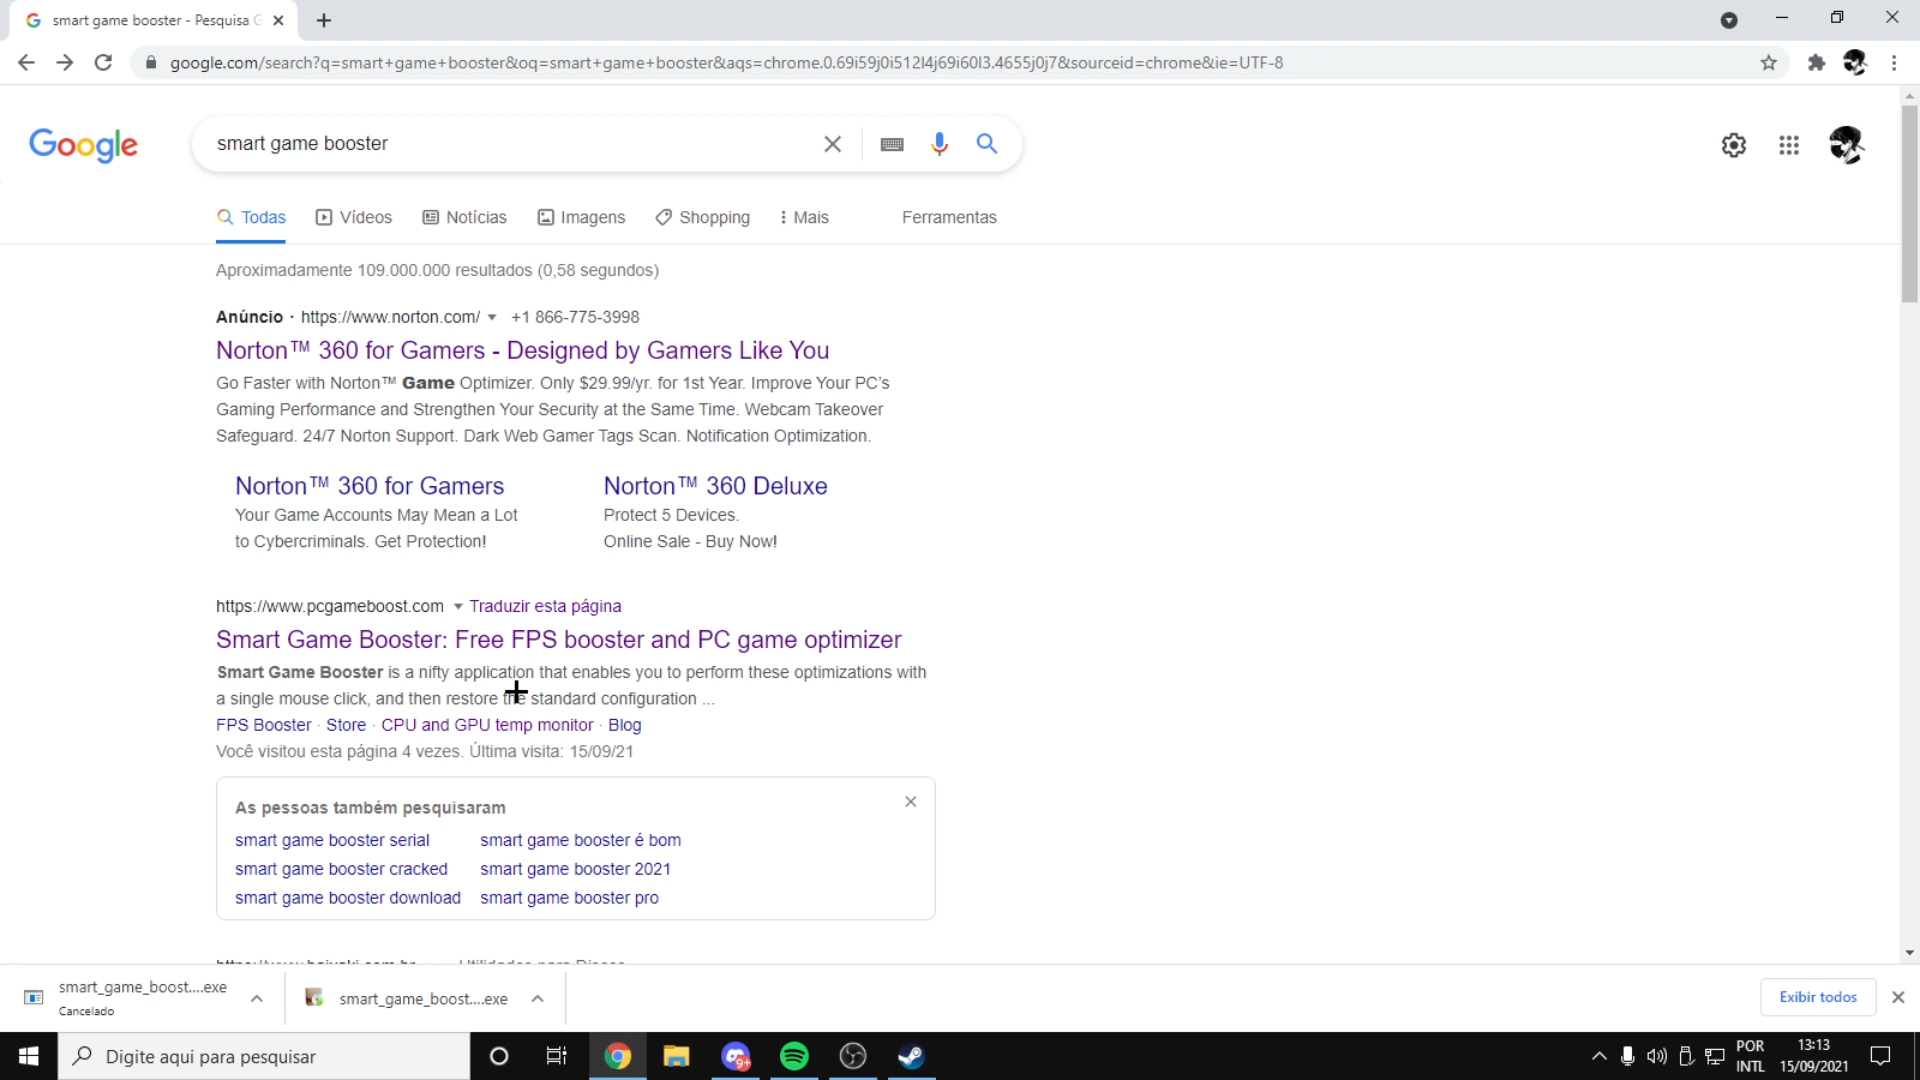 smart game booster - Pesquisa G
google.com/search?q=smart+game+booster&oq=smart+game+booster&aqs=chrome.0.69i59j0i512l4j69i60l3.4655j0j7&sourceid=chrome&ie=UTF-8
Google
smart game booster
Todas Vídeos Notícias Imagens Shopping Mais Ferramentas
Aproximadamente 109.000.000 resultados (0,58 segundos)
Anúncio · https://www.norton.com/ +1 866-775-3998
Norton™ 360 for Gamers - Designed by Gamers Like You
Go Faster with Norton™ Game Optimizer. Only $29.99/yr. for 1st Year. Improve Your PC's
Gaming Performance and Strengthen Your Security at the Same Time. Webcam Takeover
Safeguard. 24/7 Norton Support. Dark Web Gamer Tags Scan. Notification Optimization.
Norton™ 360 for Gamers
Your Game Accounts May Mean a Lot
to Cybercriminals. Get Protection!
Norton™ 360 Deluxe
Protect 5 Devices.
Online Sale - Buy Now!
https://www.pcgameboost.com Traduzir esta página
Smart Game Booster: Free FPS booster and PC game optimizer
Smart Game Booster is a nifty application that enables you to perform these optimizations with
a single mouse click, and then restore the standard configuration ...
FPS Booster · Store · CPU and GPU temp monitor · Blog
Você visitou esta página 4 vezes. Última visita: 15/09/21
As pessoas também pesquisaram
smart game booster serial smart game booster é bom
smart game booster cracked smart game booster 2021
smart game booster download smart game booster pro
smart_game_boost....exe
Cancelado
smart_game_boost....exe
Exibir todos
Digite aqui para pesquisar
9+
POR
INTL
13:13
15/09/2021